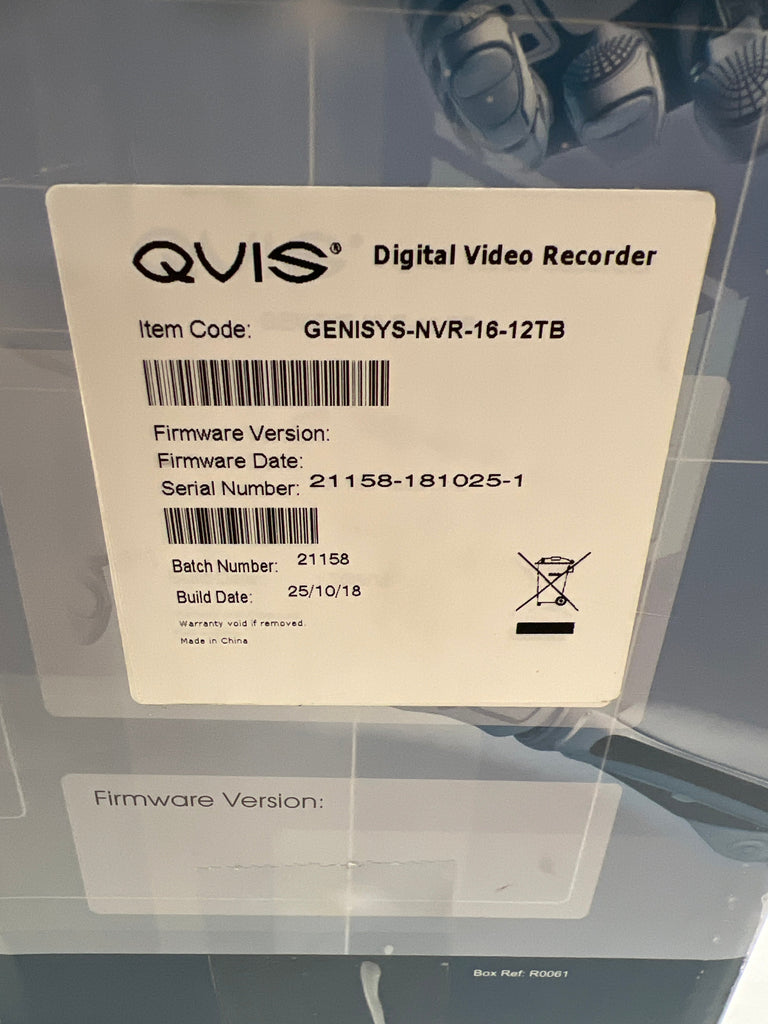 QVIS® Digital Video Recorder
Item Code: GENISYS-NVR-16-12TB
Firmware Version:
Firmware Date:
Serial Number: 21158-181025-1
Batch Number: 21158
Build Date: 25/10/18
Warranty void if removed.
Made in China
Firmware Version:
Box Ref: R0061